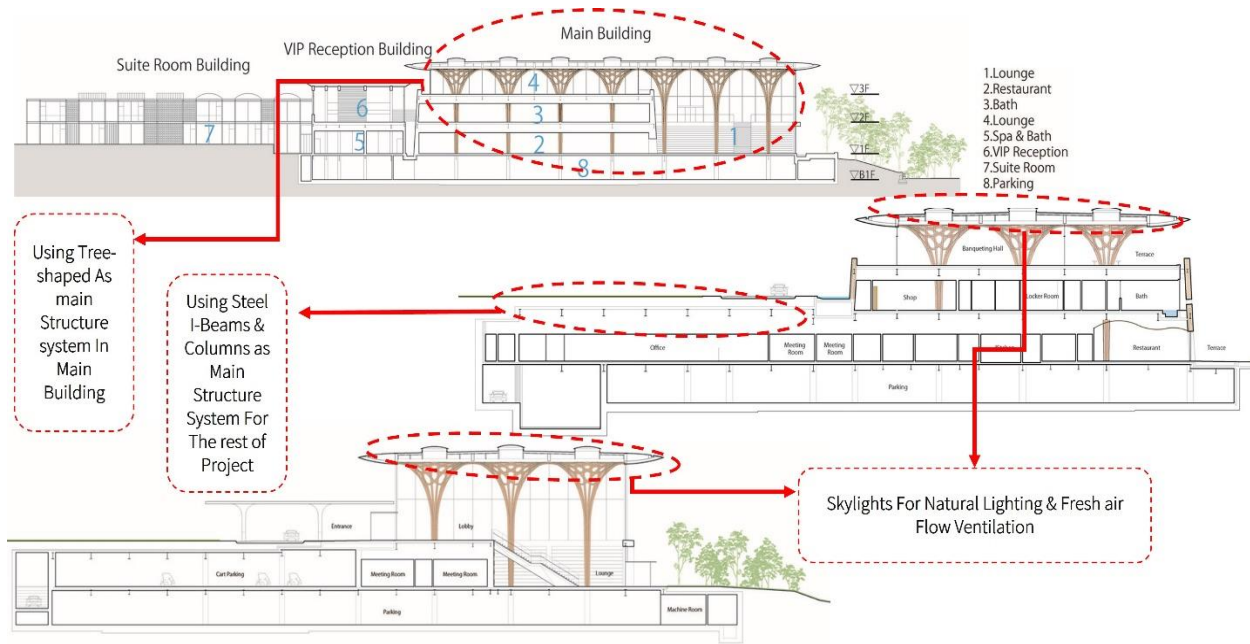 Suite Room Building
VIP Reception Building
Main Building
1
2
3
4
5
6
7
8
▽3F
▽2F
▽1F
▽B1F
1.Lounge
2.Restaurant
3.Bath
4.Lounge
5.Spa & Bath
6.VIP Reception
7.Suite Room
8.Parking
Using Tree-
shaped As
main
Structure
system In
Main
Building
Using Steel
I-Beams &
Columns as
Main
Structure
System For
The rest of
Project
Banqueting Hall
Terrace
Shop
Locker Room
Bath
Office
Meeting
Room
Meeting
Room
Restaurant
Terrace
Parking
Skylights For Natural Lighting & Fresh air
Flow Ventilation
Entrance
Lobby
Cart Parking
Meeting Room
Meeting Room
Lounge
Parking
Machine Room